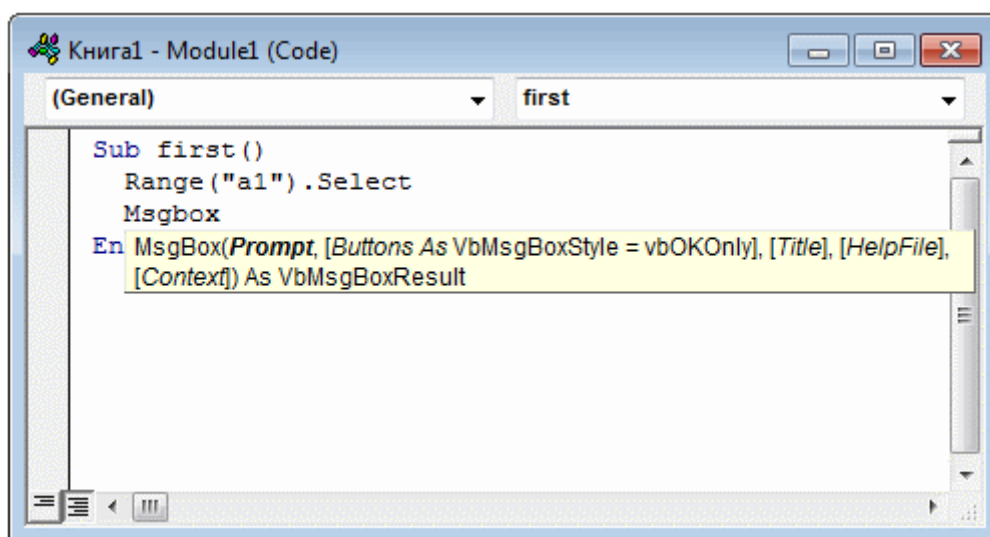 Книга1 - Module1 (Code)
(General) first
Sub first()
Range("a1").Select
Msgbox
En
MsgBox(Prompt, [Buttons As VbMsgBoxStyle = vbOKOnly], [Title], [HelpFile],
[Context]) As VbMsgBoxResult